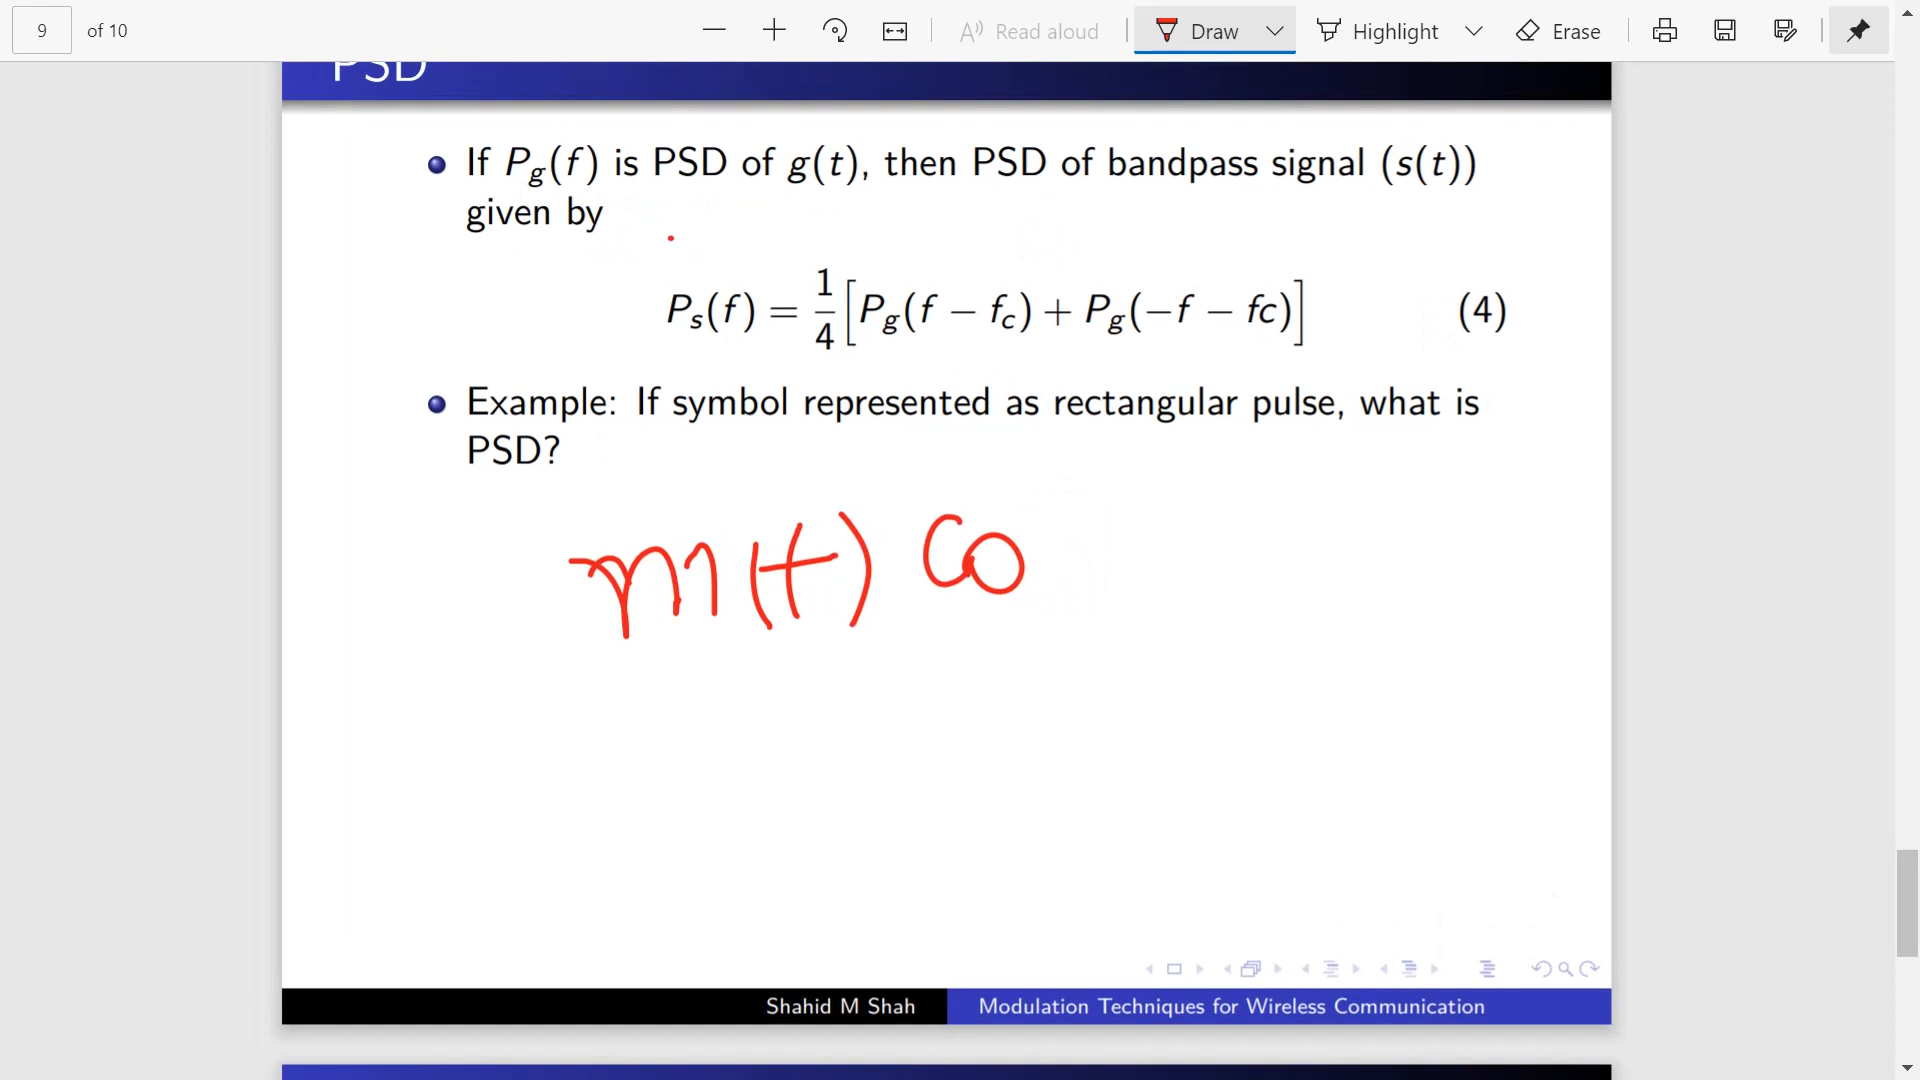 9 of 10 Read aloud Draw Highlight Erase
PSD
If P_g(f) is PSD of g(t), then PSD of bandpass signal (s(t))
given by
P_s(f) = 1/4 [P_g(f − f_c) + P_g(−f − fc)] (4)
Example: If symbol represented as rectangular pulse, what is
PSD?
m(t) Co
Shahid M Shah Modulation Techniques for Wireless Communication